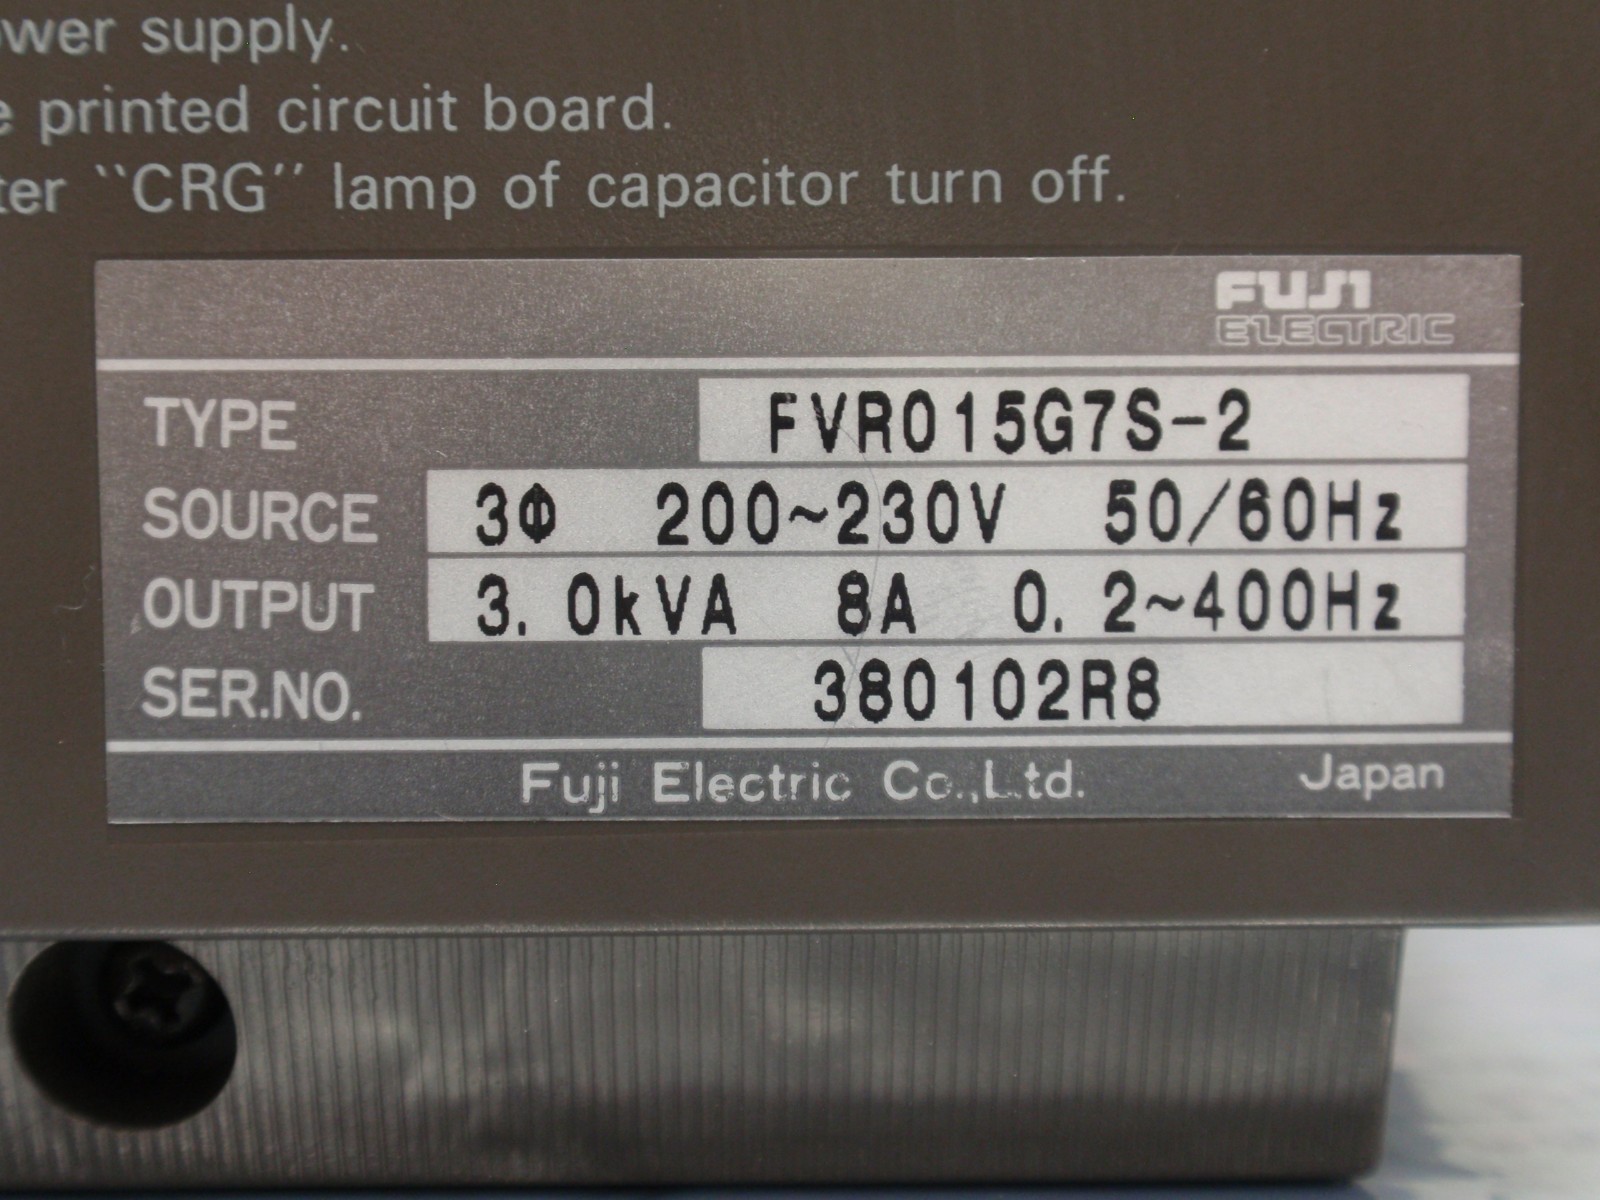 ower supply.
e printed circuit board.
ter "CRG" lamp of capacitor turn off.
FUJI
ELECTRIC
TYPE FVR015G7S-2
SOURCE 3Φ 200~230V 50/60Hz
OUTPUT 3.0kVA 8A 0.2~400Hz
SER.NO. 380102R8
Fuji Electric Co.,Ltd. Japan